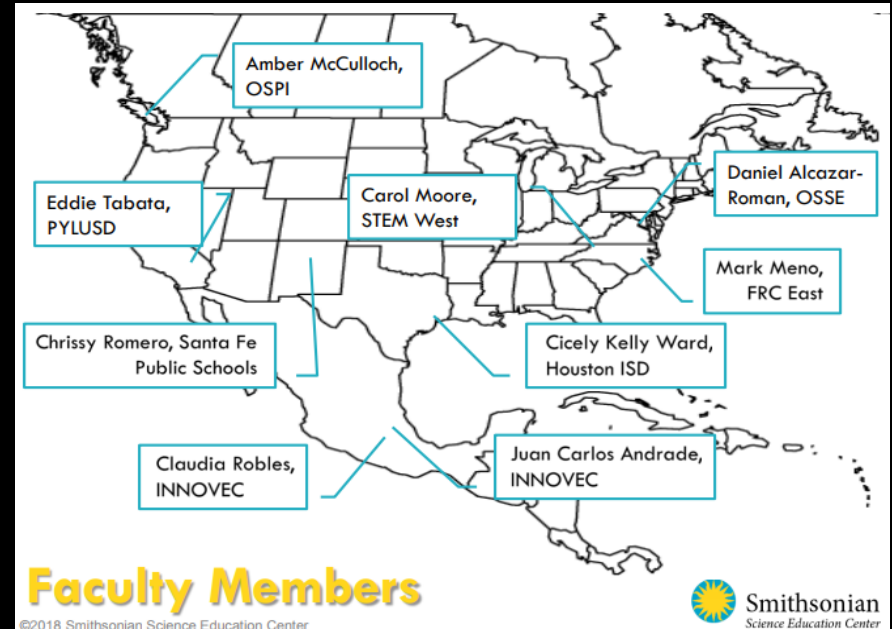 Amber McCulloch,
OSPI
Daniel Alcazar-
Roman, OSSE
Eddie Tabata,
PYLUSD
Carol Moore,
STEM West
Mark Meno,
FRC East
Chrissy Romero, Santa Fe
Public Schools
Cicely Kelly Ward,
Houston ISD
Claudia Robles,
INNOVEC
Juan Carlos Andrade,
INNOVEC
Faculty Members
©2018 Smithsonian Science Education Center
Smithsonian
Science Education Center